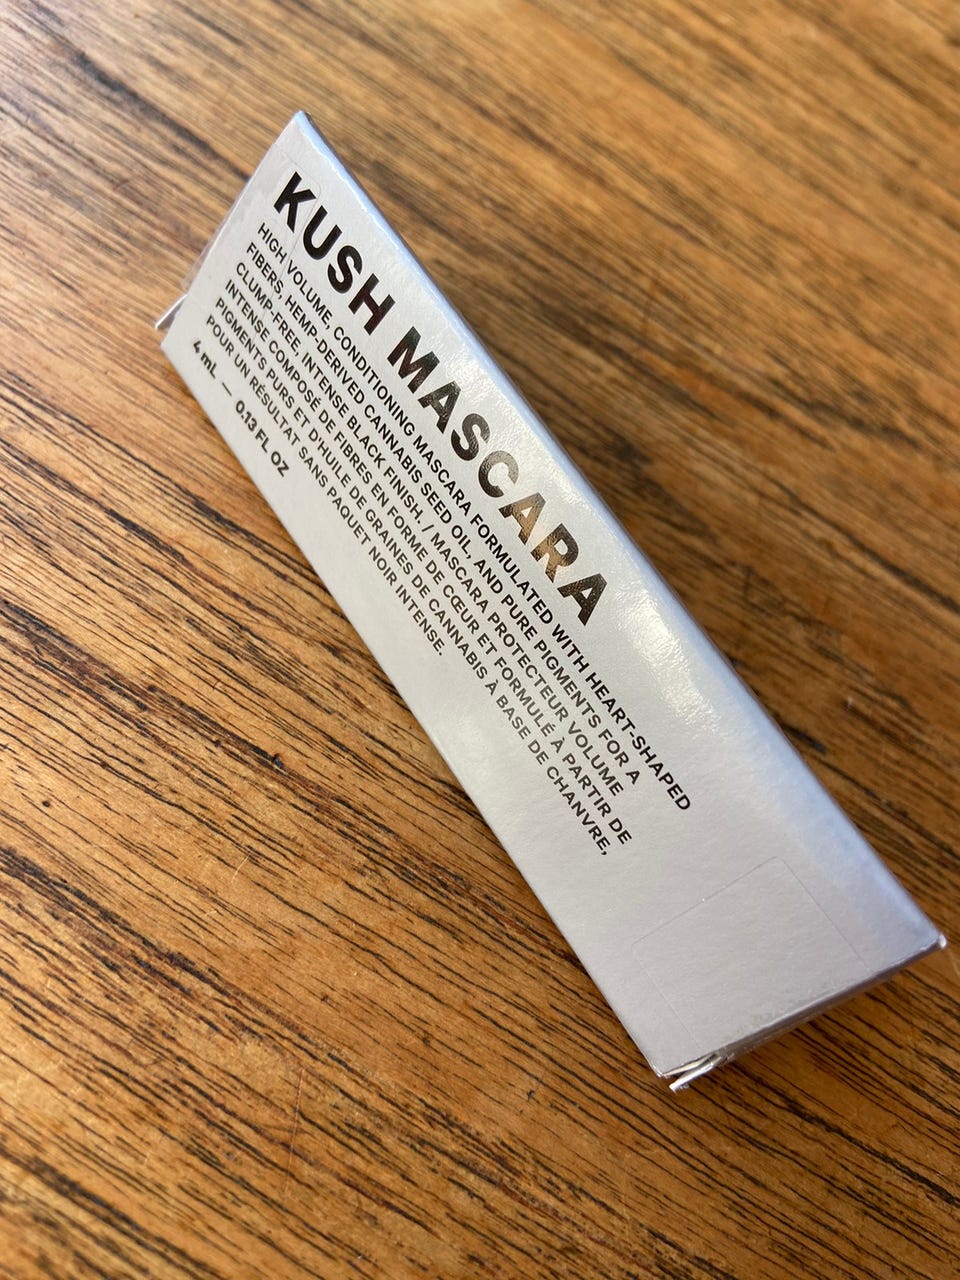 KUSH MASCARA
HIGH VOLUME, CONDITIONING MASCARA FORMULATED WITH HEART-SHAPED
FIBERS, HEMP-DERIVED CANNABIS SEED OIL, AND PURE PIGMENTS FOR A
CLUMP-FREE, INTENSE BLACK FINISH. / MASCARA PROTECTEUR VOLUME
INTENSE COMPOSÉ DE FIBRES EN FORME DE CŒUR ET FORMULÉ À PARTIR DE
PIGMENTS PURS ET D'HUILE DE GRAINES DE CANNABIS À BASE DE CHANVRE,
POUR UN RÉSULTAT SANS PAQUET NOIR INTENSE.
4 mL — 0.13 FL OZ